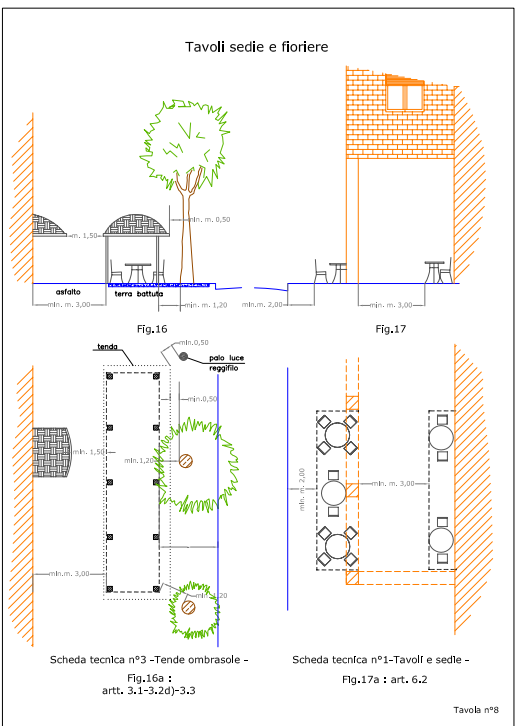 Tavoli sedie e fioriere
min. m. 0,50
m. 1,50
asfalto
terra battuta
min. m. 3,00
min. m. 1,20
min. m. 2,00
min. m. 3,00
Fig.16
Fig.17
tenda
min.0,50
palo luce
reggifilo
min.0,50
min. 1,50
min.1,20
min. m. 2,00
min. m. 3,00
min.m. 3,00
min. 1,20
Scheda tecnica n°3 -Tende ombrasole -
Scheda tecnica n°1-Tavoli e sedie -
Fig.16a :
artt. 3.1-3.2d)-3.3
Fig.17a : art. 6.2
Tavola n°8